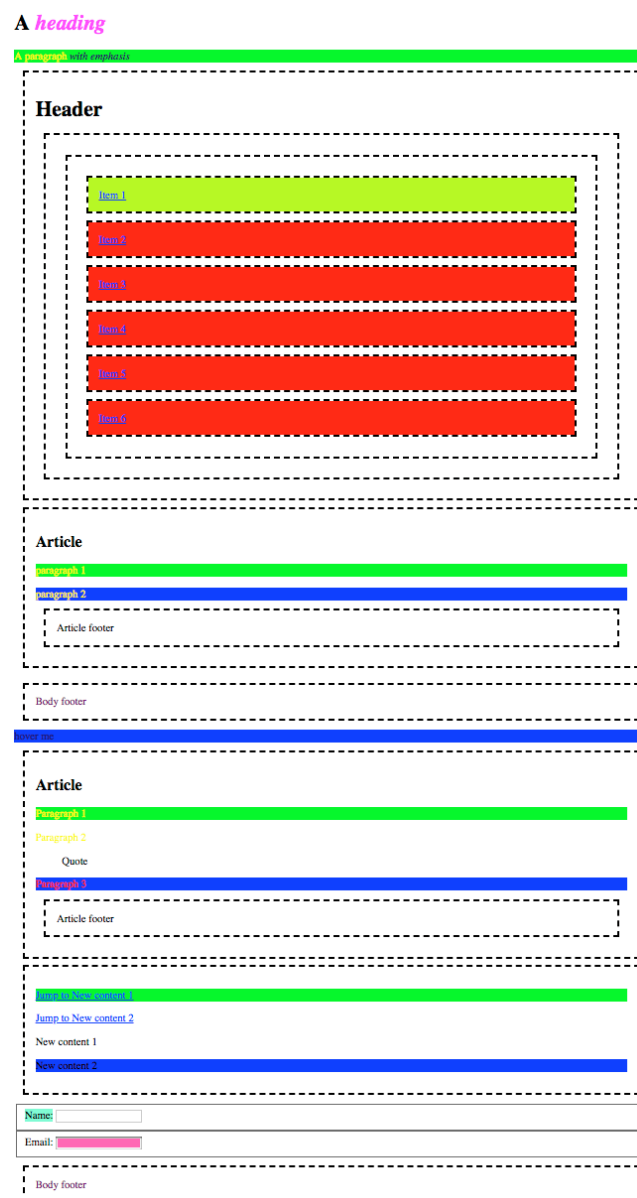 A heading
A paragraph with emphasis
Header
Item 1
Item 2
Item 3
Item 4
Item 5
Item 6
Article
paragraph 1
paragraph 2
Article footer
Body footer
hover me
Article
Paragraph 1
Paragraph 2
Quote
Paragraph 3
Article footer
Jump to New content 1
Jump to New content 2
New content 1
New content 2
Name:
Email:
Body footer